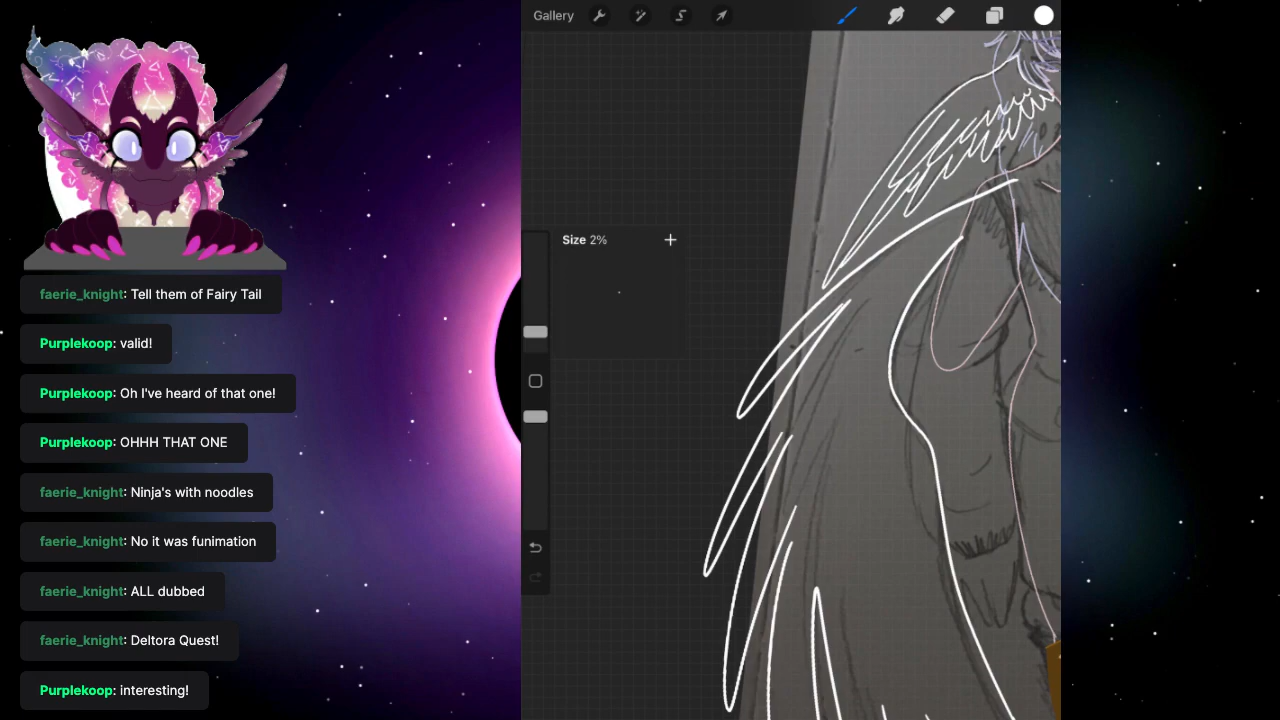 Gallery
Size 2%
faerie_knight: Tell them of Fairy Tail
Purplekoop: valid!
Purplekoop: Oh I've heard of that one!
Purplekoop: OHHH THAT ONE
faerie_knight: Ninja's with noodles
faerie_knight: No it was funimation
faerie_knight: ALL dubbed
faerie_knight: Deltora Quest!
Purplekoop: interesting!